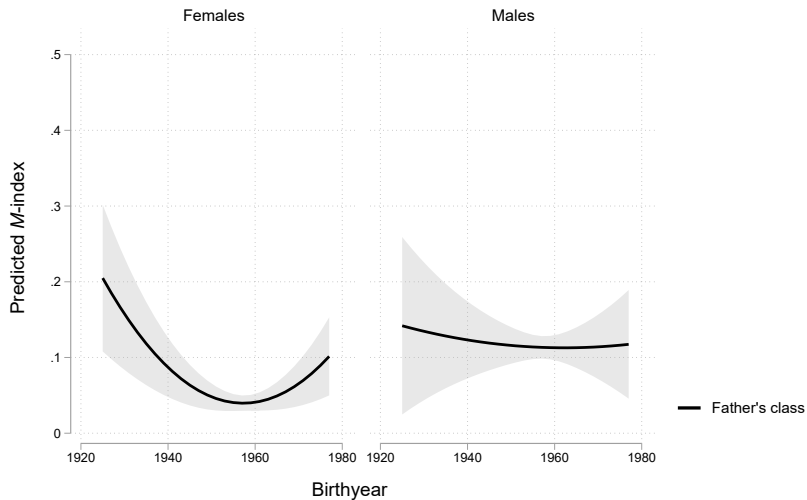 Females Males
.5
.4
.3
.2
.1
0
Predicted M-index
1920 1940 1960 1980 1920 1940 1960 1980
Birthyear
Father's class